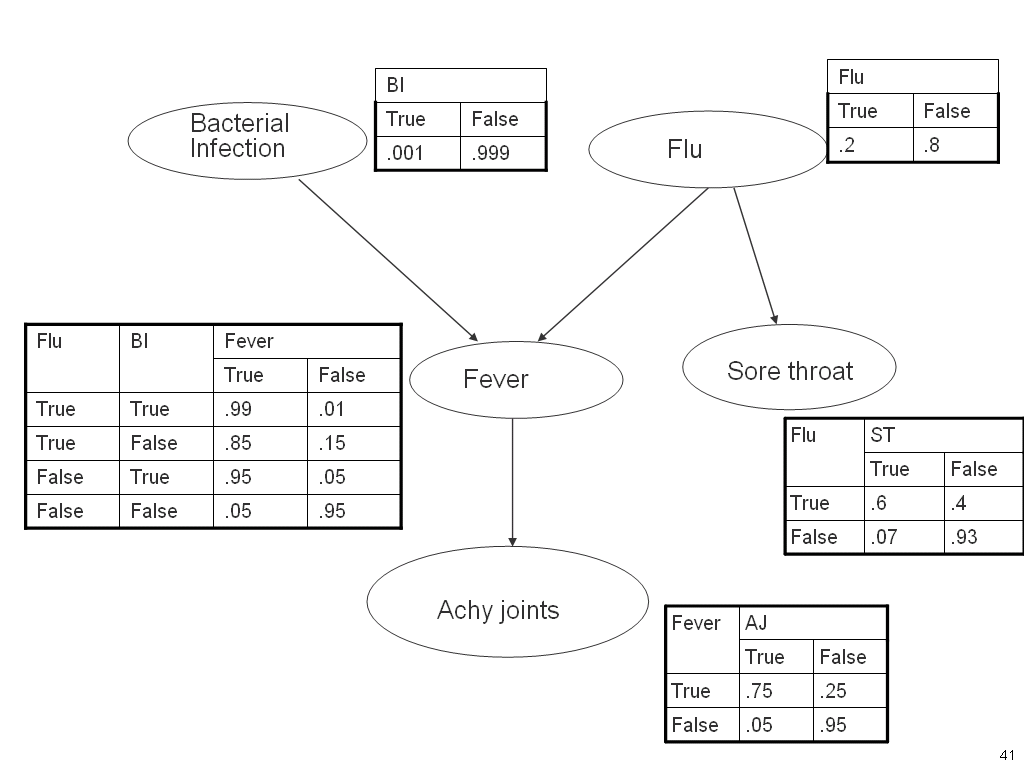 BI
True False
.001 .999
Bacterial
Infection
Flu
True False
.2 .8
Flu
Flu BI Fever
True False
True True .99 .01
True False .85 .15
False True .95 .05
False False .05 .95
Fever
Sore throat
Flu ST
True False
True .6 .4
False .07 .93
Achy joints
Fever AJ
True False
True .75 .25
False .05 .95
41